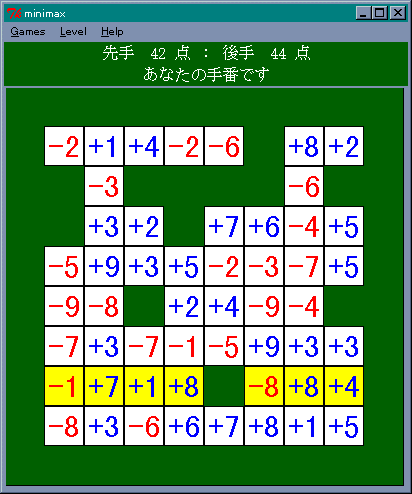 minimax
Games Level Help
先手 42 点 : 後手 44 点
あなたの手番です
-2 +1 +4 -2 -6 +8 +2
-3 -6
+3 +2 +7 +6 -4 +5
-5 +9 +3 +5 -2 -3 -7 +5
-9 -8 +2 +4 -9 -4
-7 +3 -7 -1 -5 +9 +3 +3
-1 +7 +1 +8 -8 +8 +4
-8 +3 -6 +6 +7 +8 +1 +5